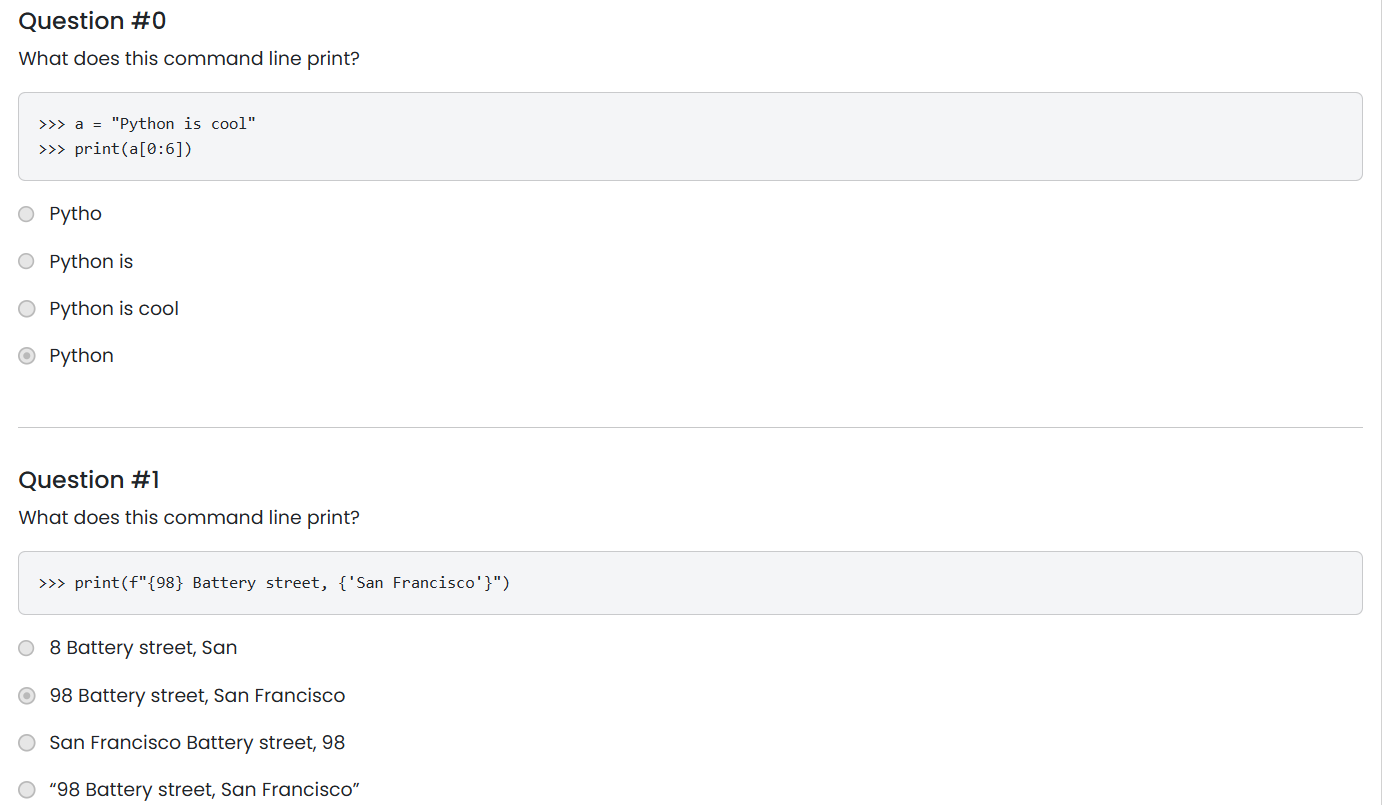 Question #0
What does this command line print?
>>> a = "Python is cool"
>>> print(a[0:6])
Pytho
Python is
Python is cool
Python
Question #1
What does this command line print?
>>> print(f"{98} Battery street, {'San Francisco'}")
8 Battery street, San
98 Battery street, San Francisco
San Francisco Battery street, 98
“98 Battery street, San Francisco”